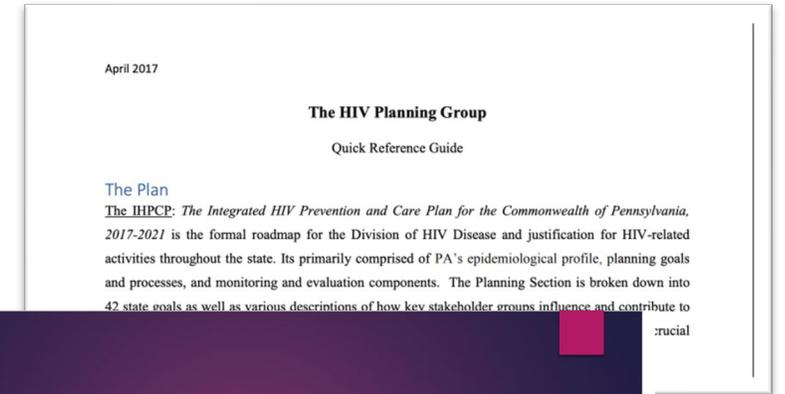 April 2017
The HIV Planning Group
Quick Reference Guide
The Plan
The IHPCP: The Integrated HIV Prevention and Care Plan for the Commonwealth of Pennsylvania,
2017-2021 is the formal roadmap for the Division of HIV Disease and justification for HIV-related
activities throughout the state. Its primarily comprised of PA's epidemiological profile, planning goals
and processes, and monitoring and evaluation components. The Planning Section is broken down into
42 state goals as well as various descriptions of how key stakeholder groups influence and contribute to